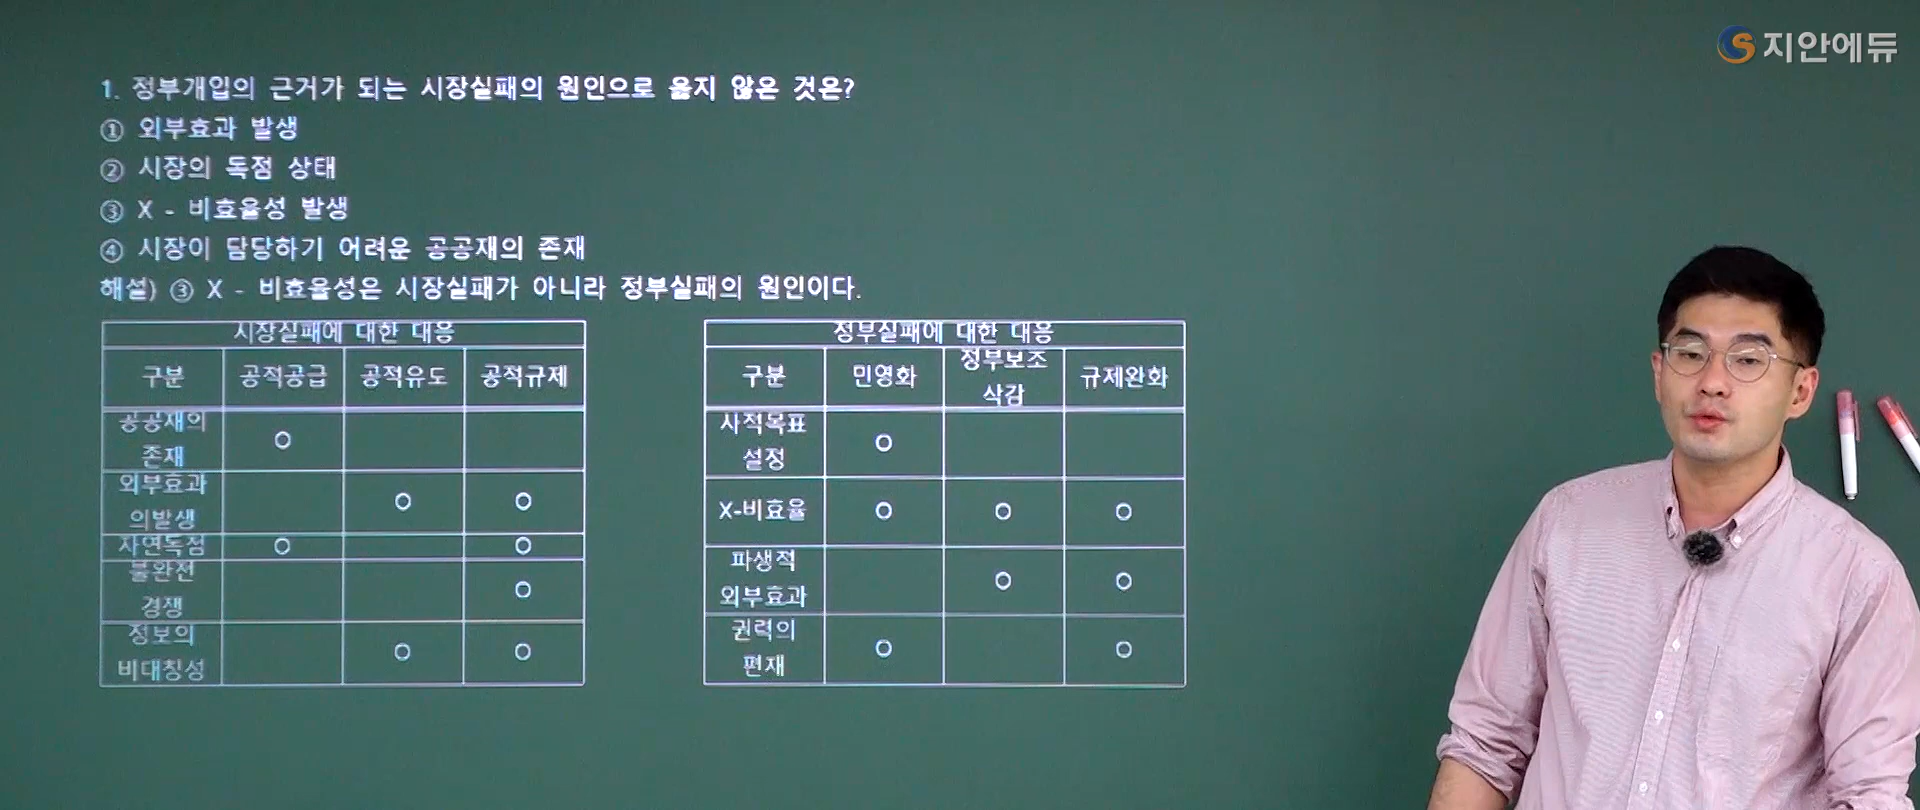 지안에듀
1. 정부개입의 근거가 되는 시장실패의 원인으로 옳지 않은 것은?
① 외부효과 발생
② 시장의 독점 상태
③ X - 비효율성 발생
④ 시장이 담당하기 어려운 공공재의 존재
해설) ③ X - 비효율성은 시장실패가 아니라 정부실패의 원인이다.
시장실패에 대한 대응
구분 공적공급 공적유도 공적규제
공공재의
존재 ○
외부효과
의발생 ○ ○
자연독점 ○ ○
불완전
경쟁 ○
정보의
비대칭성 ○ ○
정부실패에 대한 대응
구분 민영화 정부보조
삭감 규제완화
사적목표
설정 ○
X-비효율 ○ ○ ○
파생적
외부효과 ○ ○
권력의
편재 ○ ○